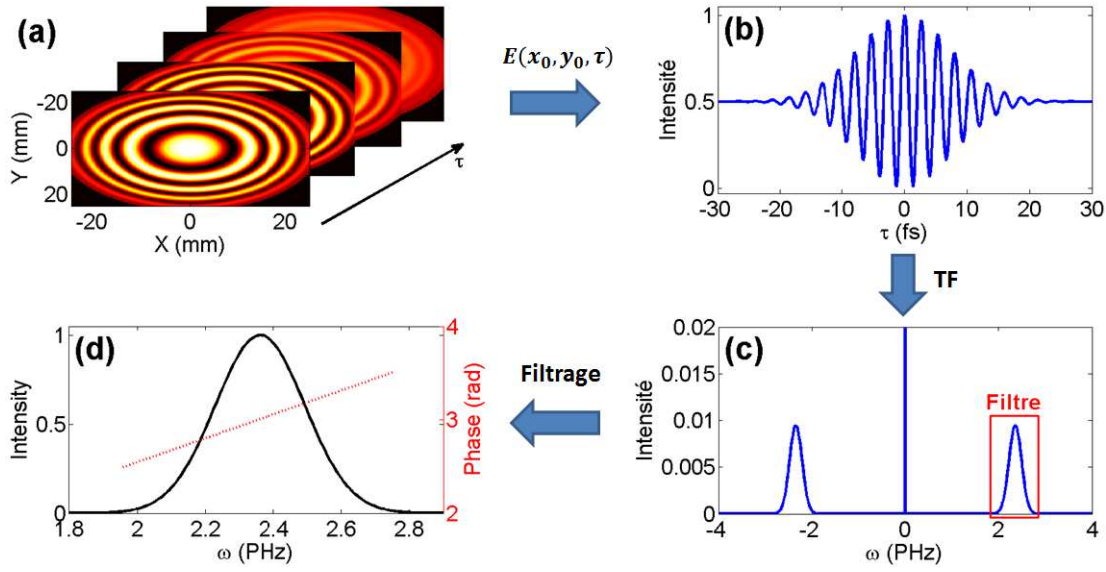 (a)
Y (mm)
-20
0
20
-20 0 20
X (mm)
τ
E(x₀, y₀, τ)
(b)
Intensité
1
0.5
0
-30 -20 -10 0 10 20 30
τ (fs)
TF
(c)
Intensité
0.02
0.015
0.01
0.005
0
-4 -2 0 2 4
ω (PHz)
Filtre
Filtrage
(d)
Intensity
1
0.5
0
1.8 2 2.2 2.4 2.6 2.8
ω (PHz)
4
3
2
Phase (rad)